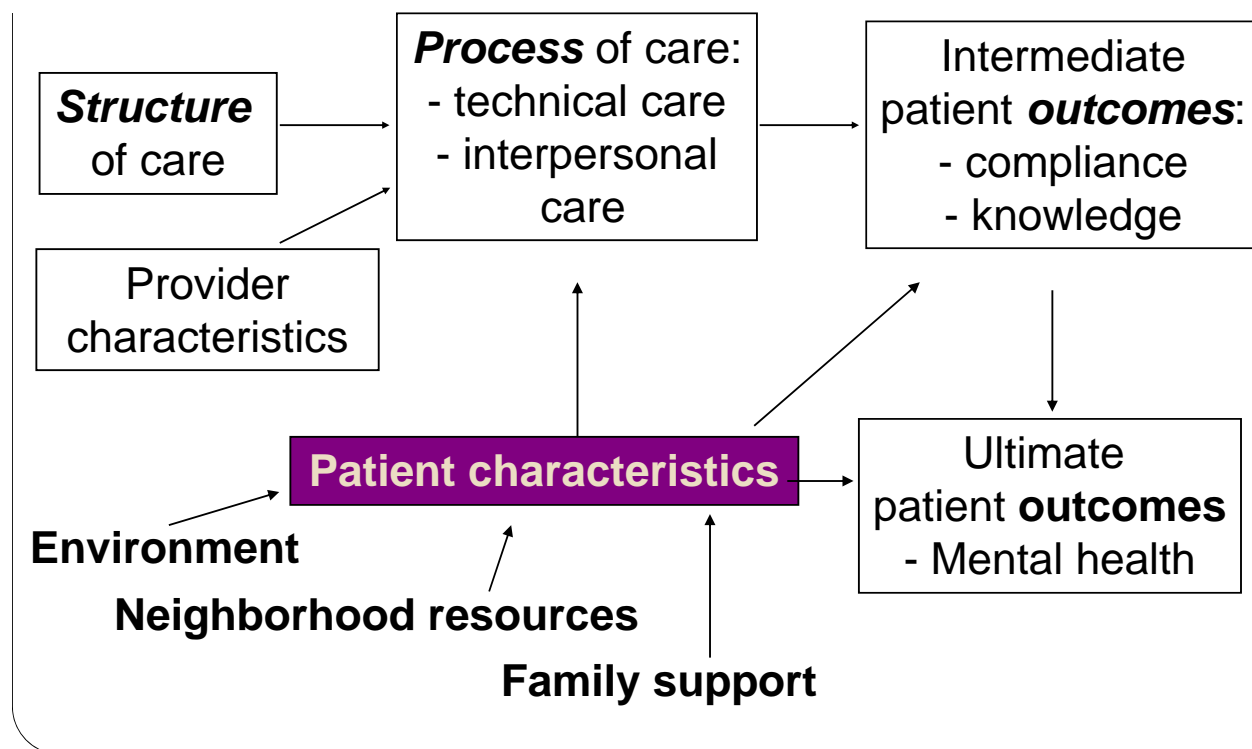 Structure
of care
Process of care:
- technical care
- interpersonal
care
Intermediate
patient outcomes:
- compliance
- knowledge
Provider
characteristics
Patient characteristics
Ultimate
patient outcomes
- Mental health
Environment
Neighborhood resources
Family support